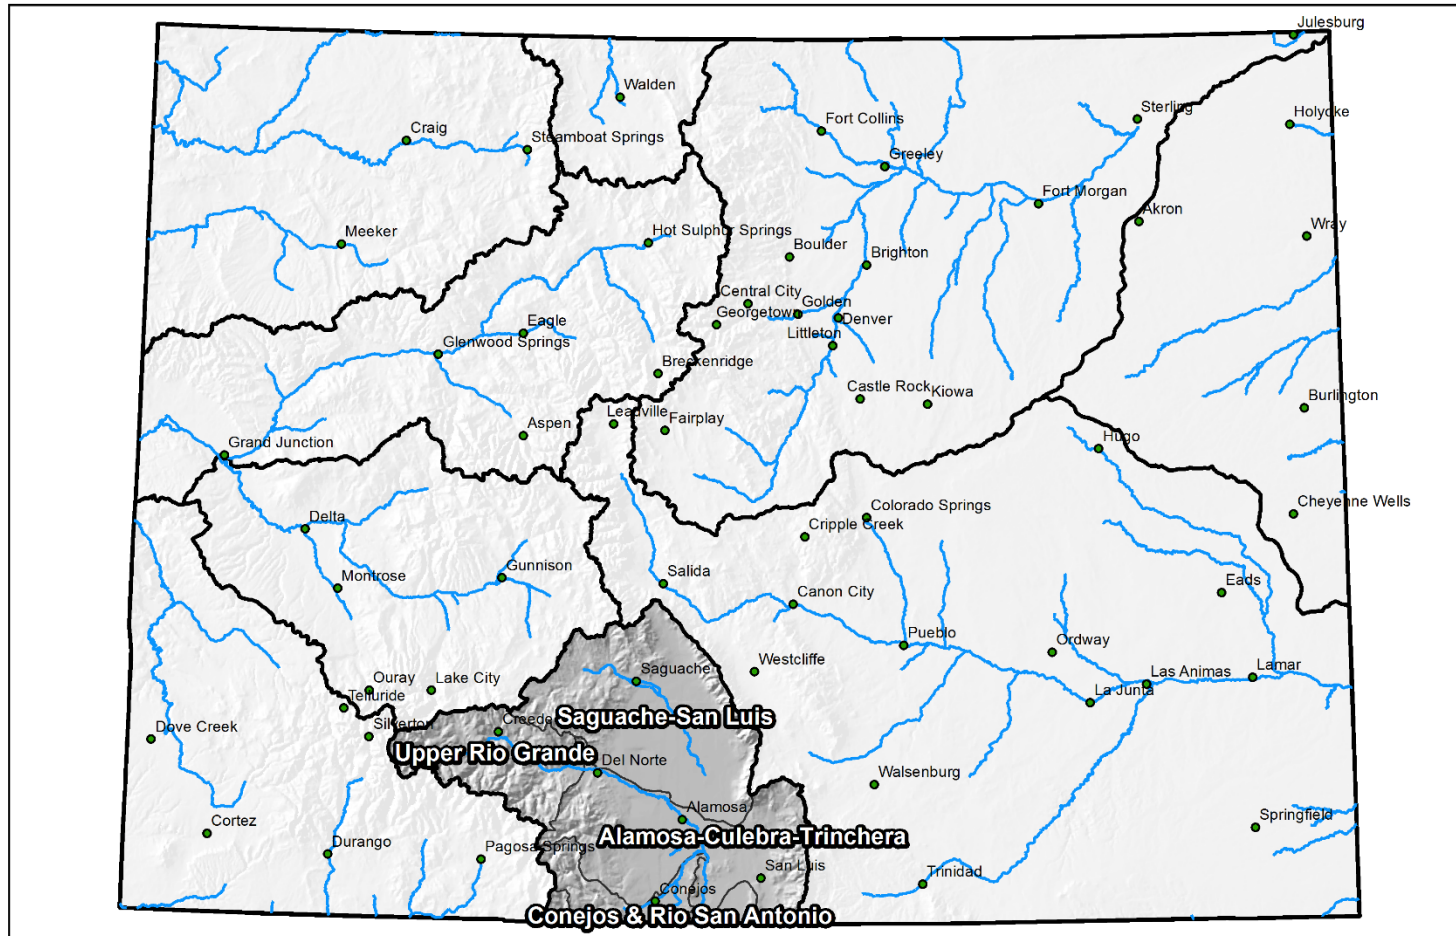 Julesburg
Walden
Sterling
Holyoke
Fort Collins
Craig
Steamboat Springs
Greeley
Fort Morgan
Akron
Wray
Meeker
Hot Sulphur Springs
Boulder
Brighton
Central City
Golden
Georgetown
Denver
Eagle
Littleton
Glenwood Springs
Breckenridge
Castle Rock
Kiowa
Burlington
Leadville
Aspen
Fairplay
Grand Junction
Hugo
Colorado Springs
Cheyenne Wells
Delta
Cripple Creek
Montrose
Gunnison
Salida
Canon City
Eads
Pueblo
Ordway
Saguache
Westcliffe
Las Animas
Lamar
Ouray
Lake City
La Junta
Telluride
Saguache-San Luis
Dove Creek
Silverton
Creede
Upper Rio Grande
Del Norte
Walsenburg
Alamosa
Cortez
Alamosa-Culebra-Trinchera
Springfield
Durango
Pagosa Springs
San Luis
Trinidad
Conejos
Conejos & Rio San Antonio